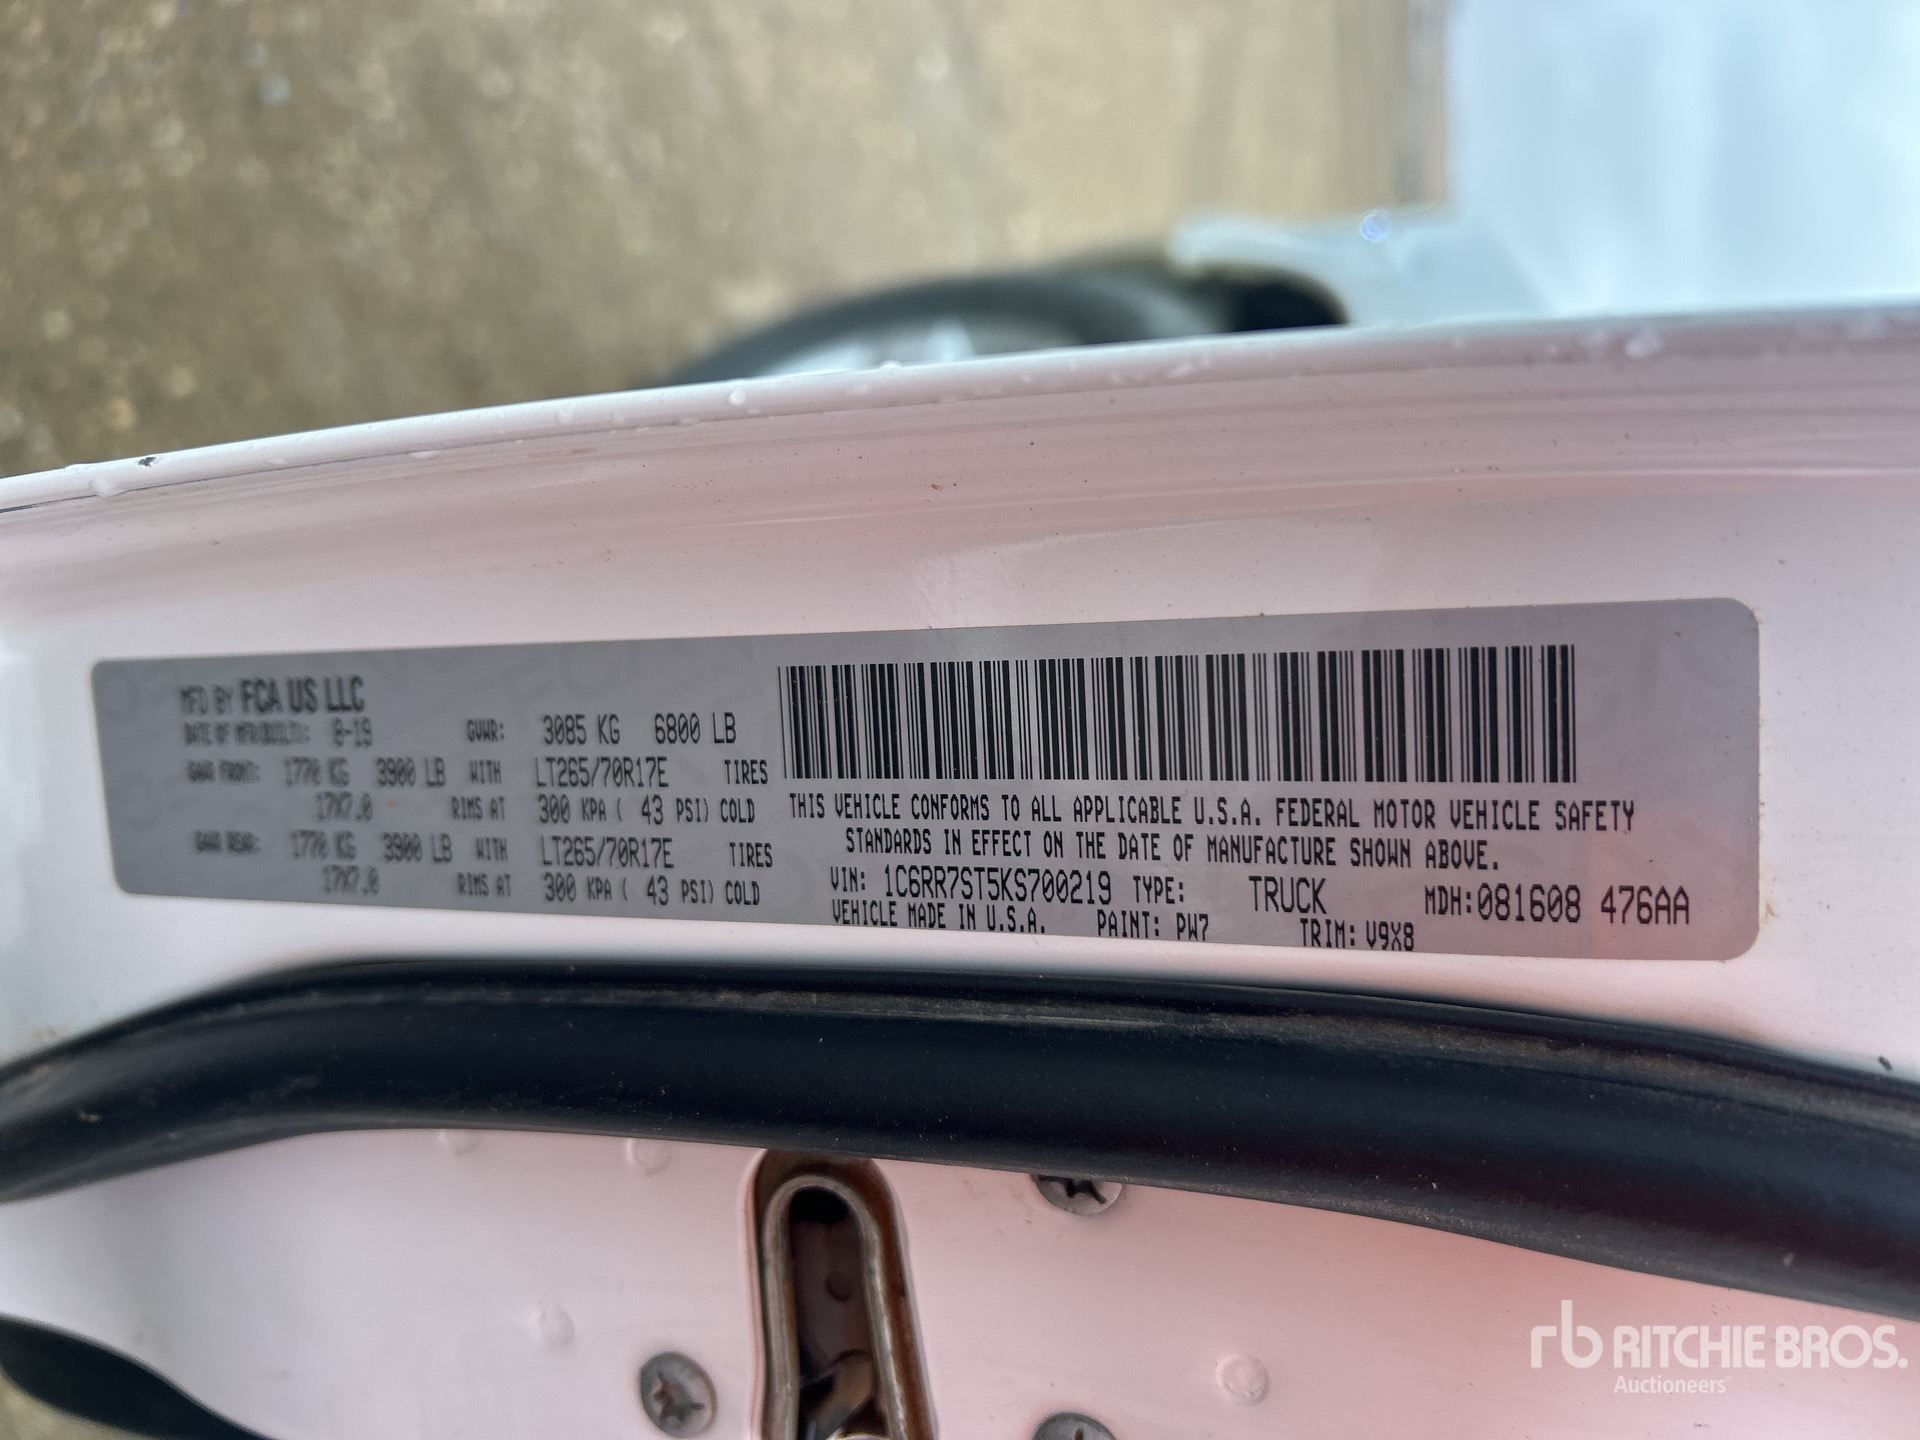 MFD BY FCA US LLC
DATE OF MFR/BUILT: 8-19 GVWR: 3085 KG 6800 LB
GAWR FRONT: 1770 KG 3900 LB WITH LT265/70R17E TIRES
17X7.0 RIMS AT 300 KPA ( 43 PSI) COLD
GAWR REAR: 1770 KG 3900 LB WITH LT265/70R17E TIRES
17X7.0 RIMS AT 300 KPA ( 43 PSI) COLD
THIS VEHICLE CONFORMS TO ALL APPLICABLE U.S.A. FEDERAL MOTOR VEHICLE SAFETY
STANDARDS IN EFFECT ON THE DATE OF MANUFACTURE SHOWN ABOVE.
VIN: 1C6RR7ST5KS700219 TYPE: TRUCK MDH:081608 476AA
VEHICLE MADE IN U.S.A. PAINT: PW7 TRIM: V9X8
rb RITCHIE BROS.
Auctioneers